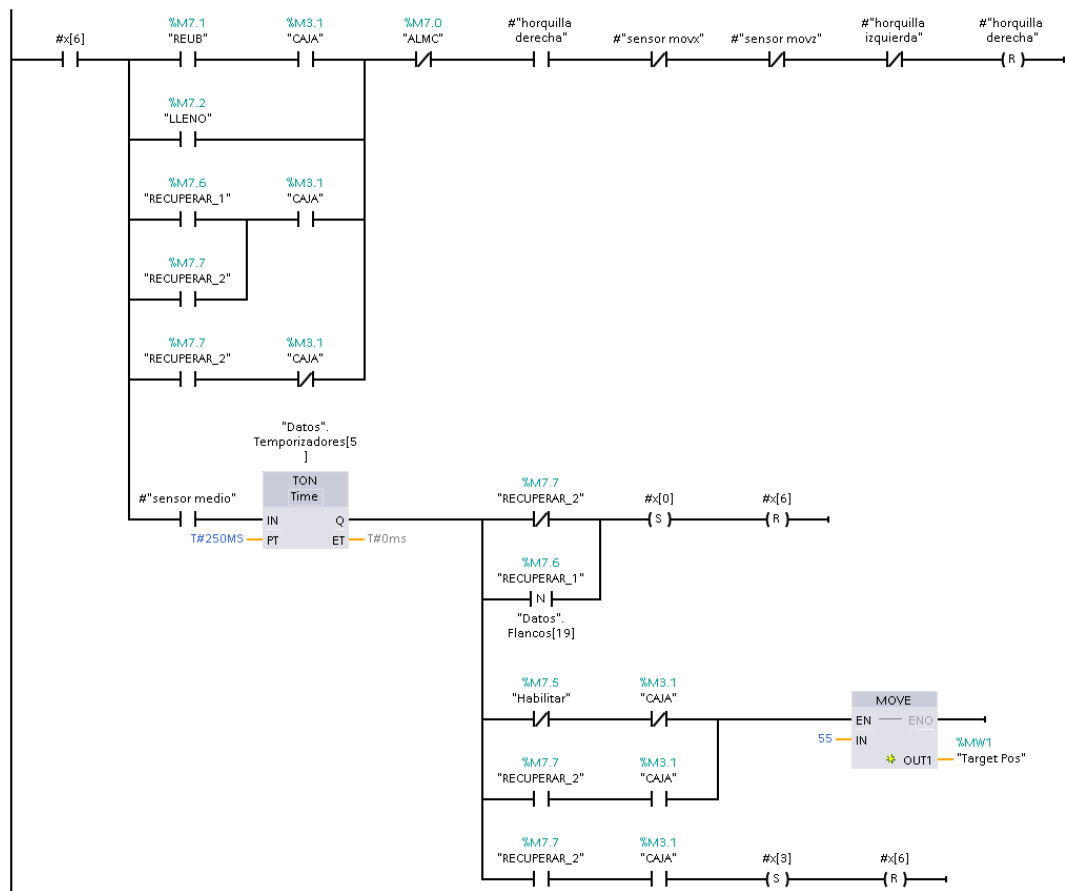 %M7.1 %M3.1 %M7.0 #"horquilla #"horquilla #"horquilla
#x[6] "REUB" "CAJA" "ALMC" derecha" #"sensor movx" #"sensor movz" izquierda" derecha"
R
%M7.2
"LLENO"
%M7.6 %M3.1
"RECUPERAR_1" "CAJA"
%M7.7
"RECUPERAR_2"
%M7.7 %M3.1
"RECUPERAR_2" "CAJA"
"Datos".
Temporizadores[5
]
TON
Time
#"sensor medio"
IN Q
T#250MS PT ET T#0ms
%M7.7
"RECUPERAR_2" #x[0] #x[6]
S R
%M7.6
"RECUPERAR_1"
N
"Datos".
Flancos[19]
%M7.5 %M3.1
"Habilitar" "CAJA"
MOVE
EN ENO
55 IN
%MW1
OUT1 "Target Pos"
%M7.7 %M3.1
"RECUPERAR_2" "CAJA"
%M7.7 %M3.1
"RECUPERAR_2" "CAJA" #x[3] #x[6]
S R